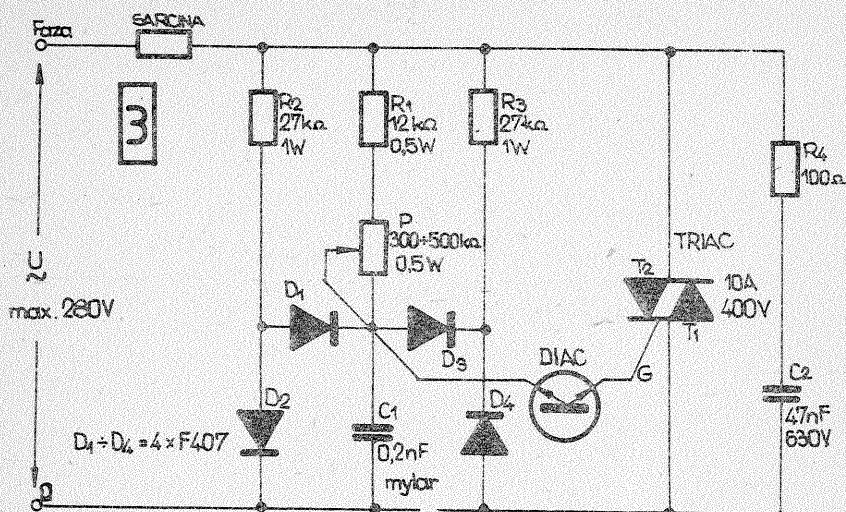 Faza
SARCINA
3
R2
27kΩ
1W
R1
12kΩ
0,5W
R3
27kΩ
1W
R4
100Ω
P
300÷500kΩ
0,5W
U
~
max. 280V
TRIAC
T2
10A
400V
T1
D1
D3
DIAC
G
D2
D1÷D4=4×F407
C1
0,2nF
mylar
D4
C2
47nF
630V